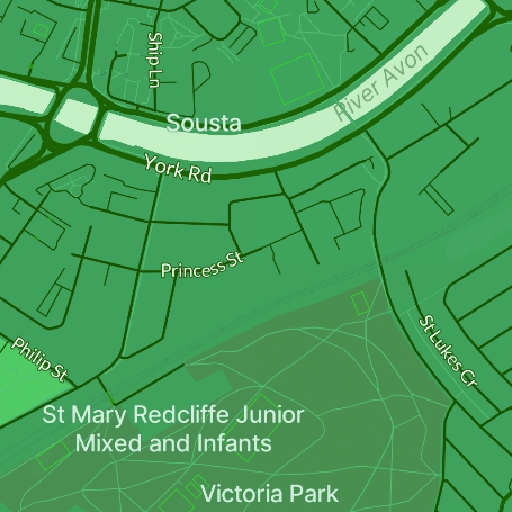 Ship Ln
River Avon
Sousta
York Rd
Princess St
St Lukes Cr
Philip St
St Mary Redcliffe Junior
Mixed and Infants
Victoria Park